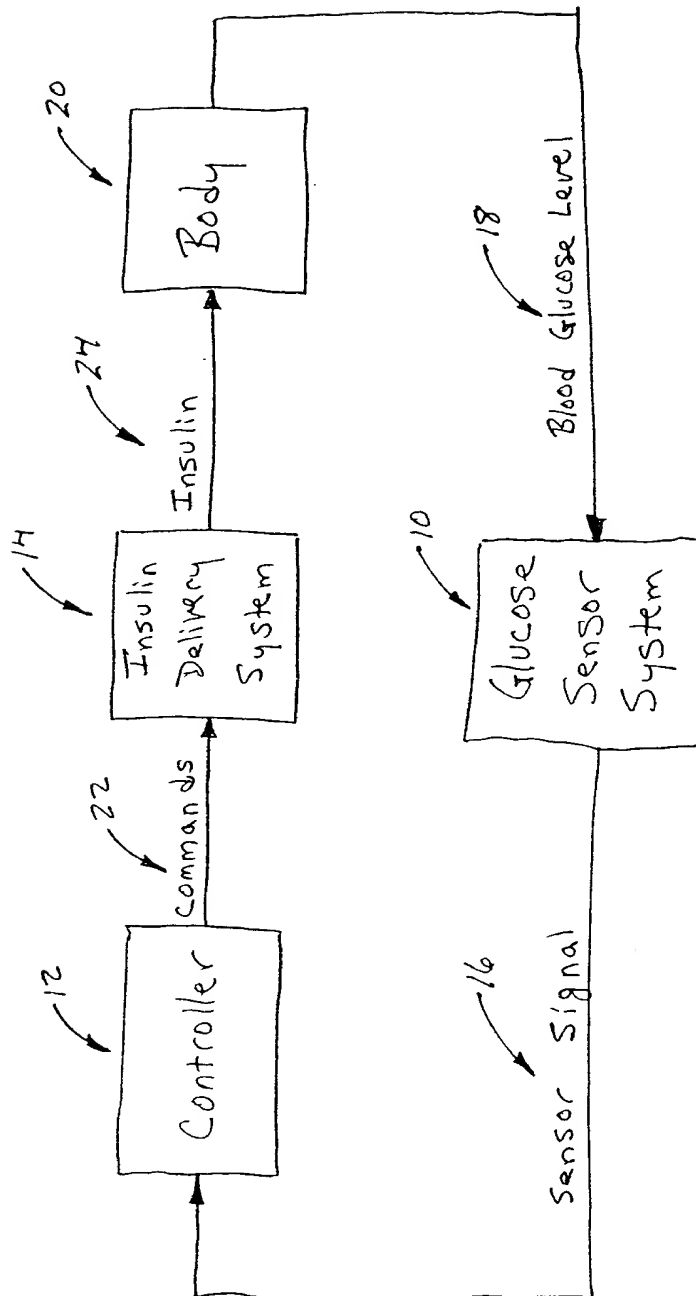 12
Controller
22
Commands
14
Insulin
Delivery
System
24
Insulin
20
Body
16
Sensor Signal
10
Glucose
Sensor
System
18
Blood Glucose Level